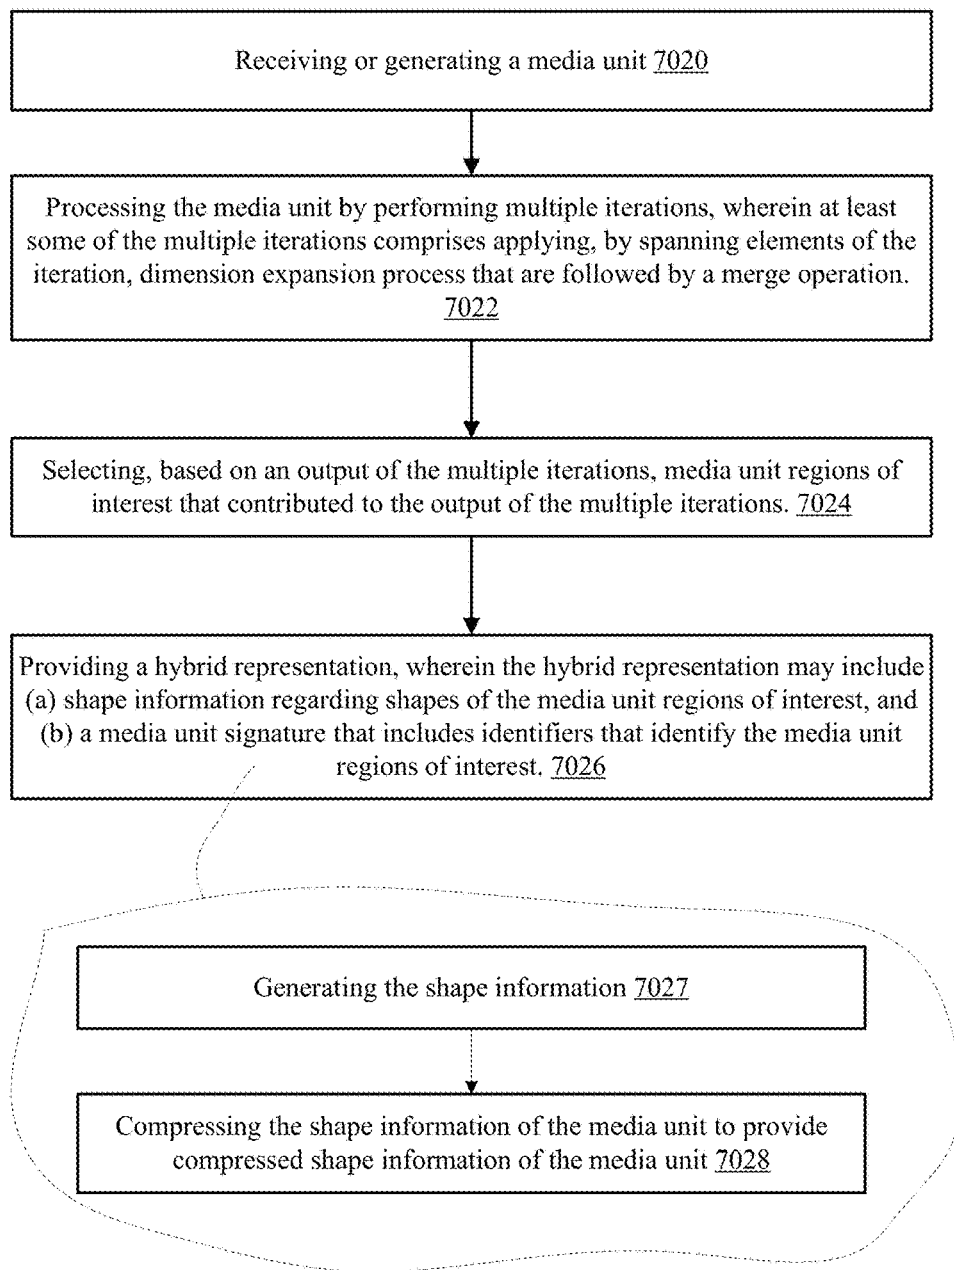 Receiving or generating a media unit 7020
Processing the media unit by performing multiple iterations, wherein at least
some of the multiple iterations comprises applying, by spanning elements of the
iteration, dimension expansion process that are followed by a merge operation.
7022
Selecting, based on an output of the multiple iterations, media unit regions of
interest that contributed to the output of the multiple iterations. 7024
Providing a hybrid representation, wherein the hybrid representation may include
(a) shape information regarding shapes of the media unit regions of interest, and
(b) a media unit signature that includes identifiers that identify the media unit
regions of interest. 7026
Generating the shape information 7027
Compressing the shape information of the media unit to provide
compressed shape information of the media unit 7028